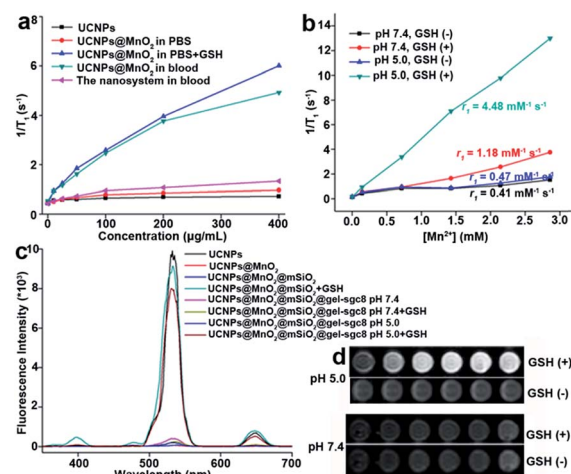 a
8
6
4
2
0
1/T1 (s-1)
UCNPs
UCNPs@MnO2 in PBS
UCNPs@MnO2 in PBS+GSH
UCNPs@MnO2 in blood
The nanosystem in blood
0 100 200 300 400
Concentration (µg/mL)
b
14
12
10
8
6
4
2
0
1/T1 (s-1)
pH 7.4, GSH (-)
pH 7.4, GSH (+)
pH 5.0, GSH (-)
pH 5.0, GSH (+)
r1 = 4.48 mM-1 s-1
r1 = 1.18 mM-1 s-1
r1 = 0.47 mM-1 s-1
r1 = 0.41 mM-1 s-1
0.0 0.5 1.0 1.5 2.0 2.5 3.0
[Mn2+] (mM)
c
10
8
6
4
2
0
Fluorescence Intensity (*10³)
UCNPs
UCNPs@MnO2
UCNPs@MnO2@mSiO2
UCNPs@MnO2@mSiO2+GSH
UCNPs@MnO2@mSiO2@gel-sgc8 pH 7.4
UCNPs@MnO2@mSiO2@gel-sgc8 pH 7.4+GSH
UCNPs@MnO2@mSiO2@gel-sgc8 pH 5.0
UCNPs@MnO2@mSiO2@gel-sgc8 pH 5.0+GSH
400 500 600 700
Wavelength (nm)
d
pH 5.0
GSH (+)
GSH (-)
pH 7.4
GSH (+)
GSH (-)